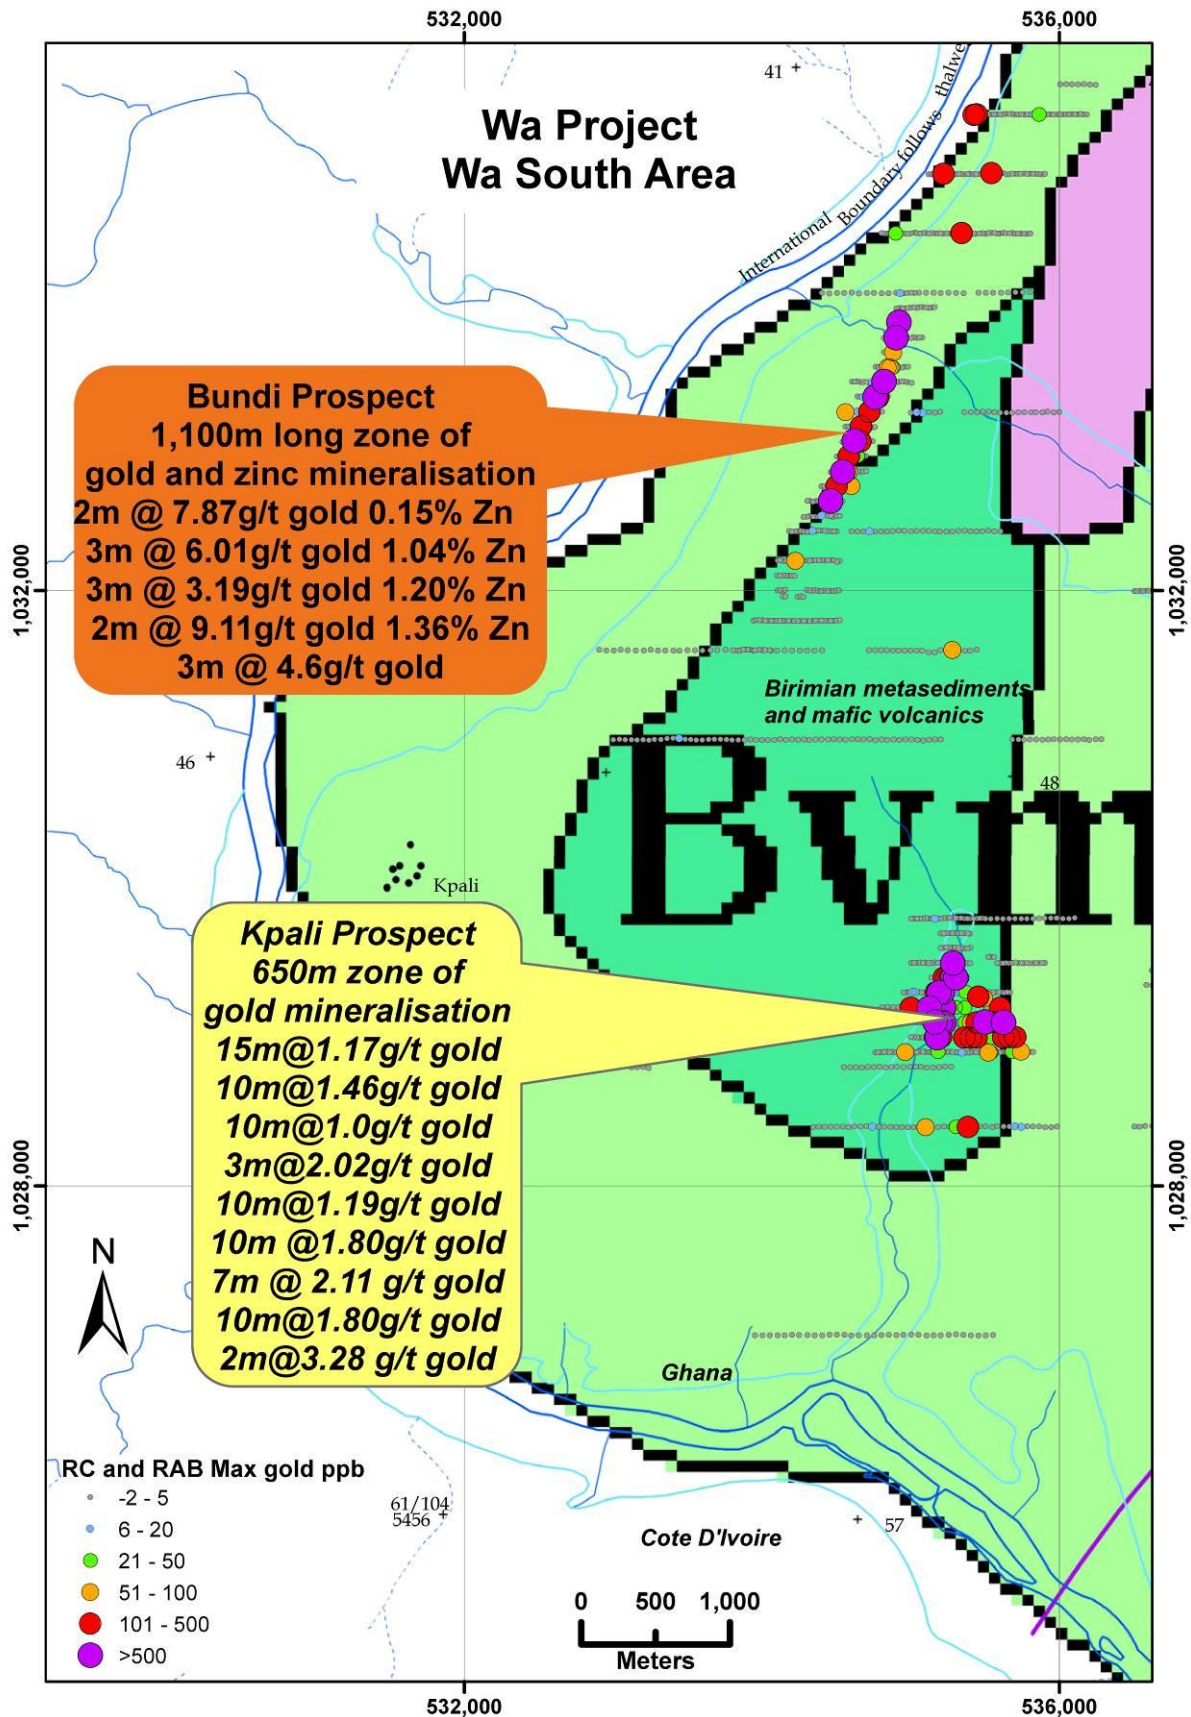 532,000
536,000
41
Wa Project
Wa South Area
International Boundary follows thalwe
Bundi Prospect
1,100m long zone of
gold and zinc mineralisation
2m @ 7.87g/t gold 0.15% Zn
3m @ 6.01g/t gold 1.04% Zn
3m @ 3.19g/t gold 1.20% Zn
2m @ 9.11g/t gold 1.36% Zn
3m @ 4.6g/t gold
1,032,000
1,032,000
Birimian metasediments
and mafic volcanics
46
48
Bvm
Kpali
Kpali Prospect
650m zone of
gold mineralisation
15m@1.17g/t gold
10m@1.46g/t gold
10m@1.0g/t gold
3m@2.02g/t gold
10m@1.19g/t gold
10m @1.80g/t gold
7m @ 2.11 g/t gold
10m@1.80g/t gold
2m@3.28 g/t gold
1,028,000
1,028,000
N
Ghana
RC and RAB Max gold ppb
-2 - 5
6 - 20
21 - 50
51 - 100
101 - 500
>500
61/104
5456
57
Cote D'Ivoire
0 500 1,000
Meters
532,000
536,000